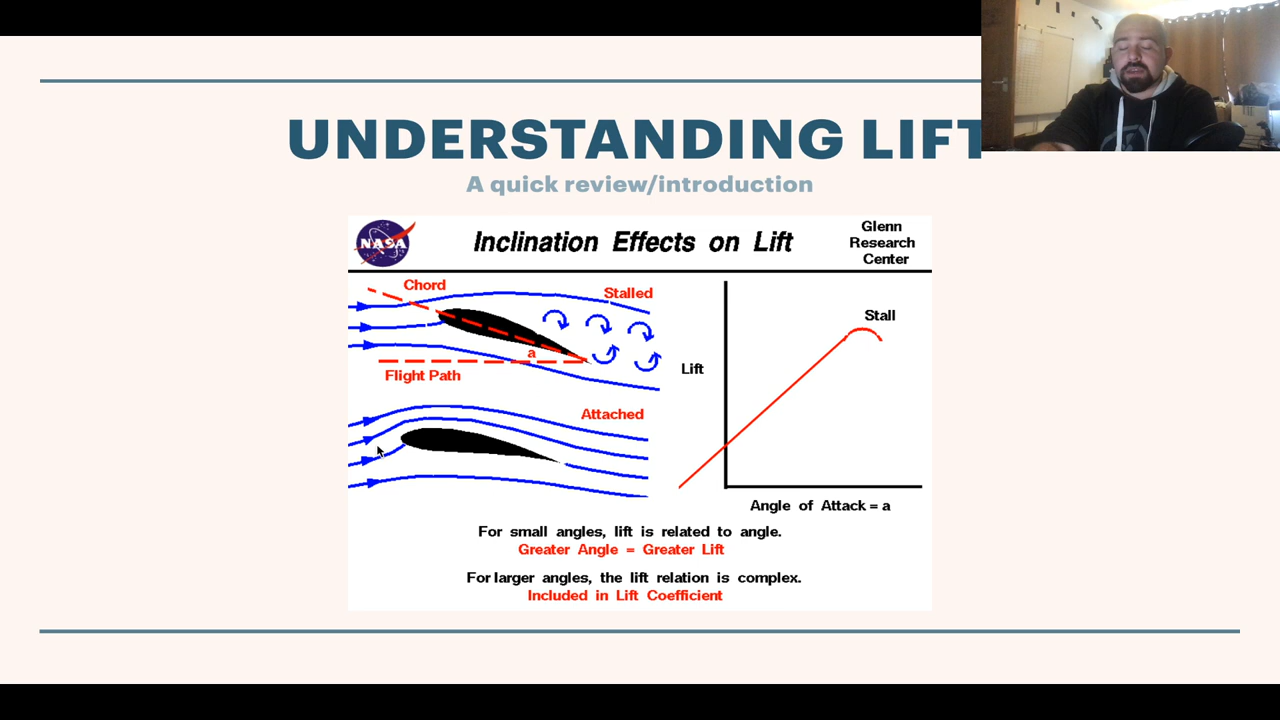 UNDERSTANDING LIFT
A quick review/introduction
NASA
Inclination Effects on Lift
Glenn
Research
Center
Chord
Stalled
a
Flight Path
Attached
Lift
Stall
Angle of Attack = a
For small angles, lift is related to angle.
Greater Angle = Greater Lift
For larger angles, the lift relation is complex.
Included in Lift Coefficient